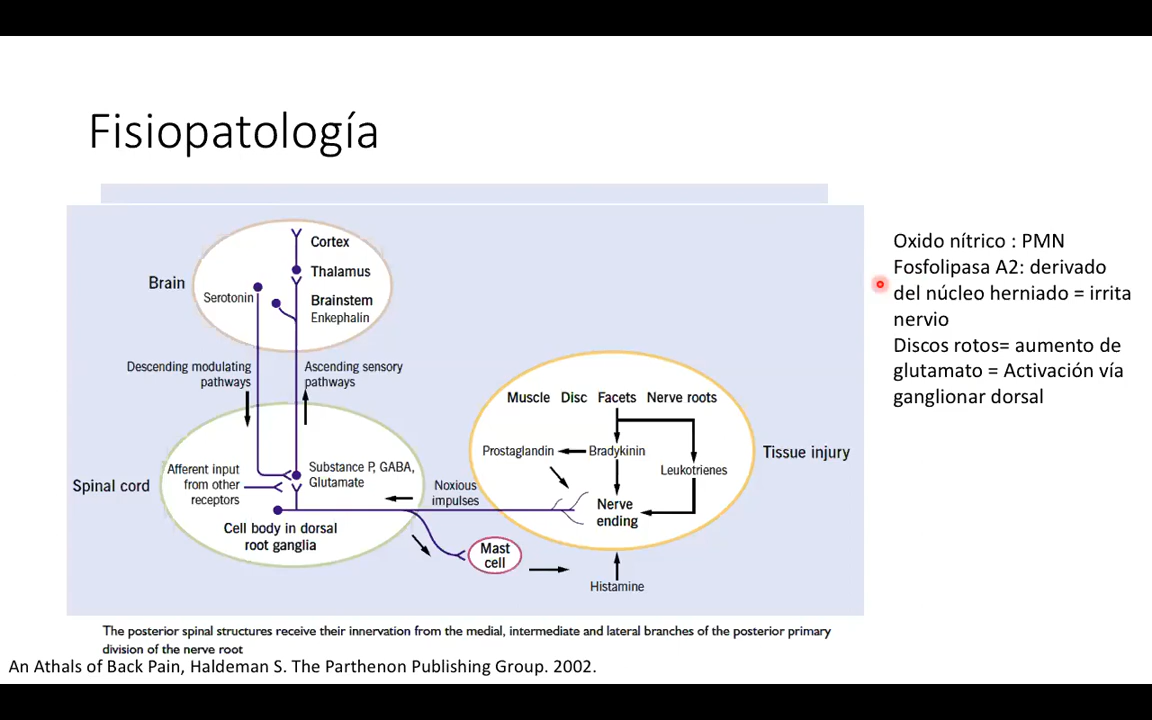 Fisiopatología
Brain
Cortex
Thalamus
Serotonin
Brainstem
Enkephalin
Descending modulating
pathways
Ascending sensory
pathways
Spinal cord
Afferent input
from other
receptors
Substance P, GABA,
Glutamate
Cell body in dorsal
root ganglia
Noxious
impulses
Mast
cell
Muscle Disc Facets Nerve roots
Prostaglandin
Bradykinin
Leukotrienes
Nerve
ending
Histamine
Tissue injury
Oxido nítrico : PMN
Fosfolipasa A2: derivado
del núcleo herniado = irrita
nervio
Discos rotos= aumento de
glutamato = Activación vía
ganglionar dorsal
The posterior spinal structures receive their innervation from the medial, intermediate and lateral branches of the posterior primary
division of the nerve root
An Athals of Back Pain, Haldeman S. The Parthenon Publishing Group. 2002.